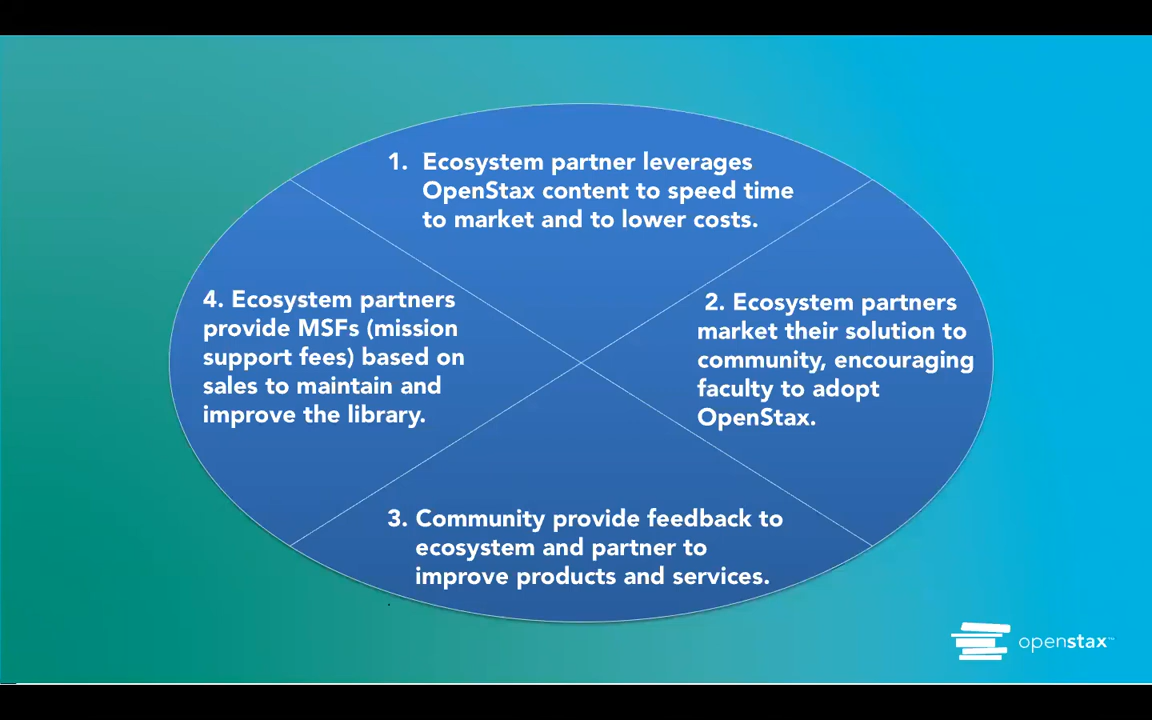 1. Ecosystem partner leverages
OpenStax content to speed time
to market and to lower costs.
2. Ecosystem partners
market their solution to
community, encouraging
faculty to adopt
OpenStax.
3. Community provide feedback to
ecosystem and partner to
improve products and services.
4. Ecosystem partners
provide MSFs (mission
support fees) based on
sales to maintain and
improve the library.
openstax™